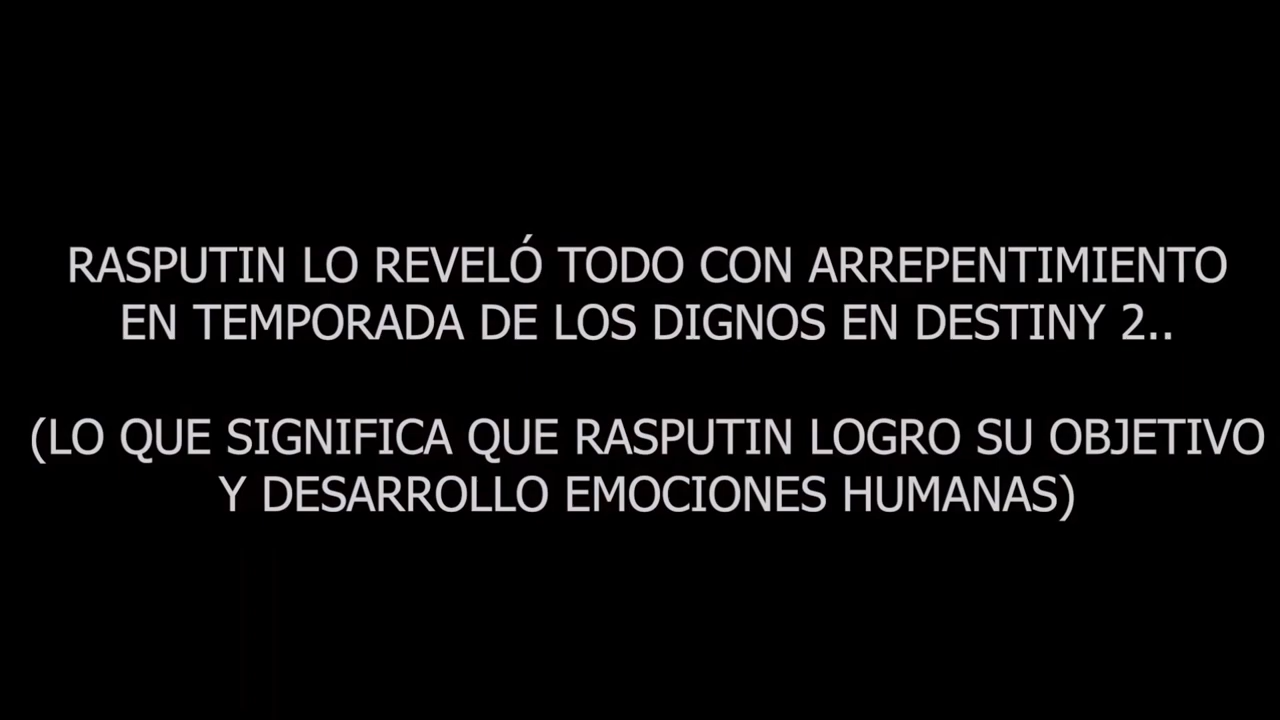 RASPUTIN LO REVELÓ TODO CON ARREPENTIMIENTO
EN TEMPORADA DE LOS DIGNOS EN DESTINY 2..
(LO QUE SIGNIFICA QUE RASPUTIN LOGRO SU OBJETIVO
Y DESARROLLO EMOCIONES HUMANAS)